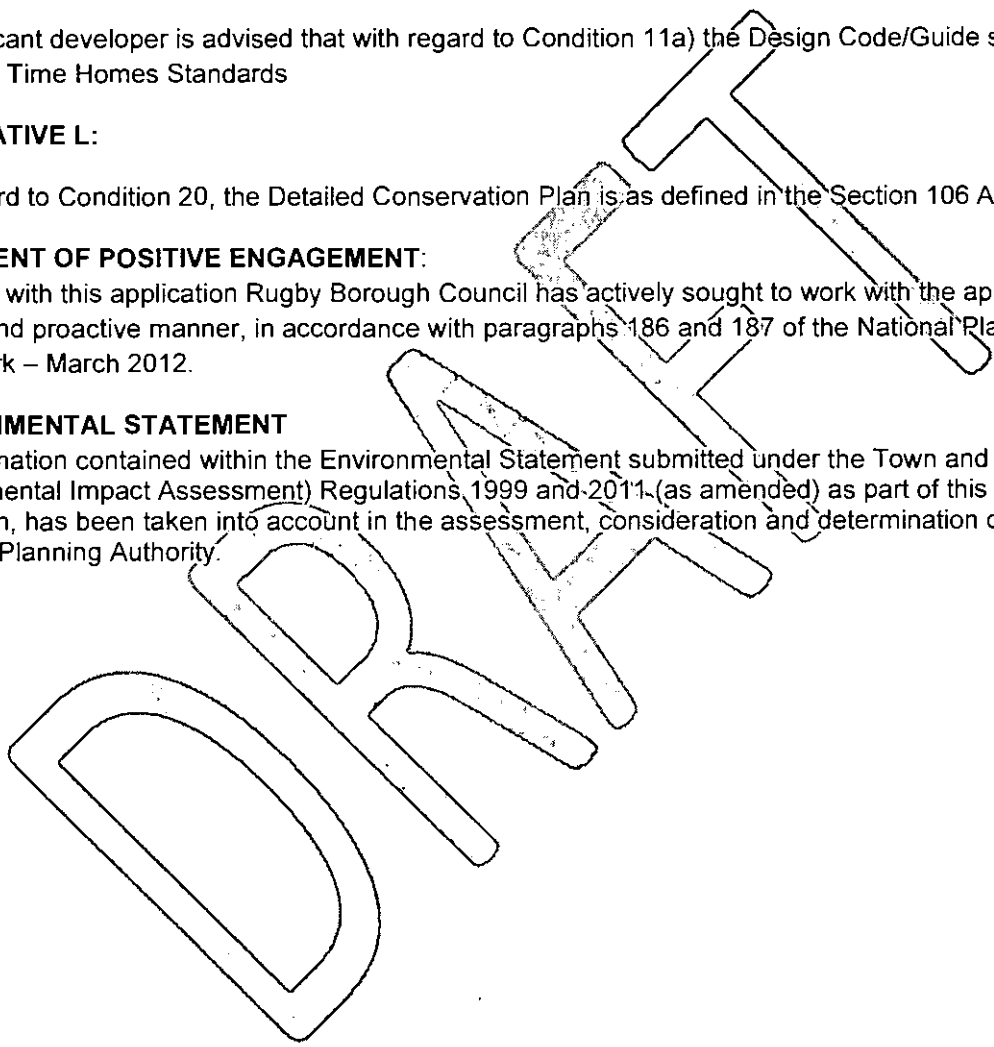 cant developer is advised that with regard to Condition 11a) the Design Code/Guide s
Time Homes Standards
ATIVE L:
rd to Condition 20, the Detailed Conservation Plan is as defined in the Section 106 A
ENT OF POSITIVE ENGAGEMENT:
with this application Rugby Borough Council has actively sought to work with the ap
nd proactive manner, in accordance with paragraphs 186 and 187 of the National Pla
rk – March 2012.
IMENTAL STATEMENT
nation contained within the Environmental Statement submitted under the Town and
nental Impact Assessment) Regulations 1999 and 2011 (as amended) as part of this
n, has been taken into account in the assessment, consideration and determination o
Planning Authority.
DRAFT